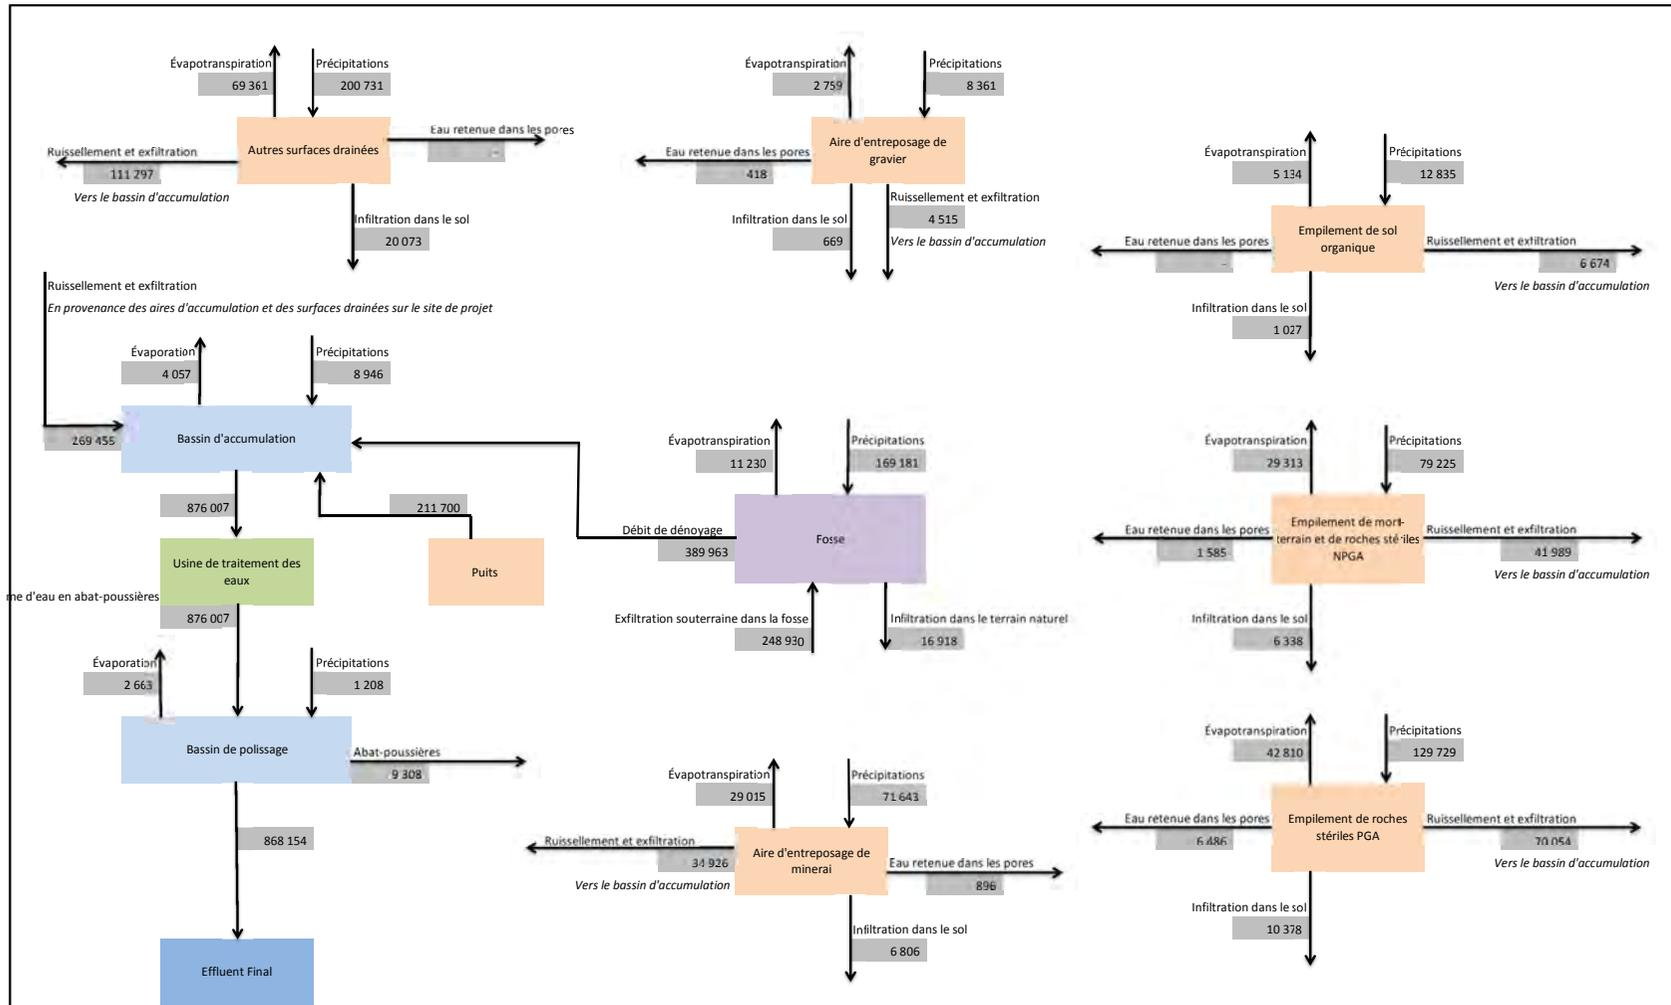 Évapotranspiration
69 361
Précipitations
200 731
Autres surfaces drainées
Eau retenue dans les pores
-
Ruissellement et exfiltration
111 297
Vers le bassin d'accumulation
Infiltration dans le sol
20 073
Évapotranspiration
2 759
Précipitations
8 361
Aire d'entreposage de
gravier
Eau retenue dans les pores
418
Infiltration dans le sol
669
Ruissellement et exfiltration
4 515
Vers le bassin d'accumulation
Évapotranspiration
5 134
Précipitations
12 835
Empilement de sol
organique
Eau retenue dans les pores
-
Ruissellement et exfiltration
6 674
Vers le bassin d'accumulation
Infiltration dans le sol
1 027
Ruissellement et exfiltration
En provenance des aires d'accumulation et des surfaces drainées sur le site de projet
Évaporation
4 057
Précipitations
8 946
269 455
Bassin d'accumulation
876 007
211 700
Usine de traitement des
eaux
Puits
me d'eau en abat-poussières
876 007
Évaporation
2 663
Précipitations
1 208
Bassin de polissage
Abat-poussières
9 308
868 154
Effluent Final
Évapotranspiration
11 230
Précipitations
169 181
Débit de dénoyage
389 963
Fosse
Exfiltration souterraine dans la fosse
248 930
Infiltration dans le terrain naturel
16 918
Évapotranspiration
29 015
Précipitations
71 643
Ruissellement et exfiltration
34 926
Vers le bassin d'accumulation
Aire d'entreposage de
minerai
Eau retenue dans les pores
896
Infiltration dans le sol
6 806
Évapotranspiration
29 313
Précipitations
79 225
Eau retenue dans les pores
1 585
Empilement de mort-
terrain et de roches stériles
NPGA
Ruissellement et exfiltration
41 989
Vers le bassin d'accumulation
Infiltration dans le sol
6 338
Évapotranspiration
42 810
Précipitations
129 729
Eau retenue dans les pores
6 486
Empilement de roches
stériles PGA
Ruissellement et exfiltration
70 054
Vers le bassin d'accumulation
Infiltration dans le sol
10 378